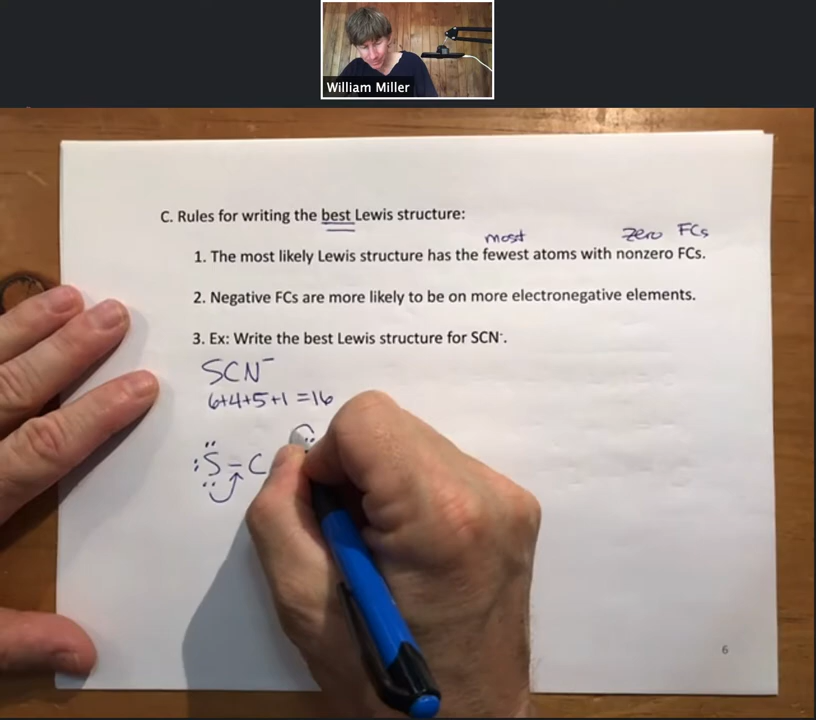 William Miller
C. Rules for writing the best Lewis structure:
most zero FCs
1. The most likely Lewis structure has the fewest atoms with nonzero FCs.
2. Negative FCs are more likely to be on more electronegative elements.
3. Ex: Write the best Lewis structure for SCN⁻.
SCN⁻
6+4+5+1 =16
:S̈ – C
6